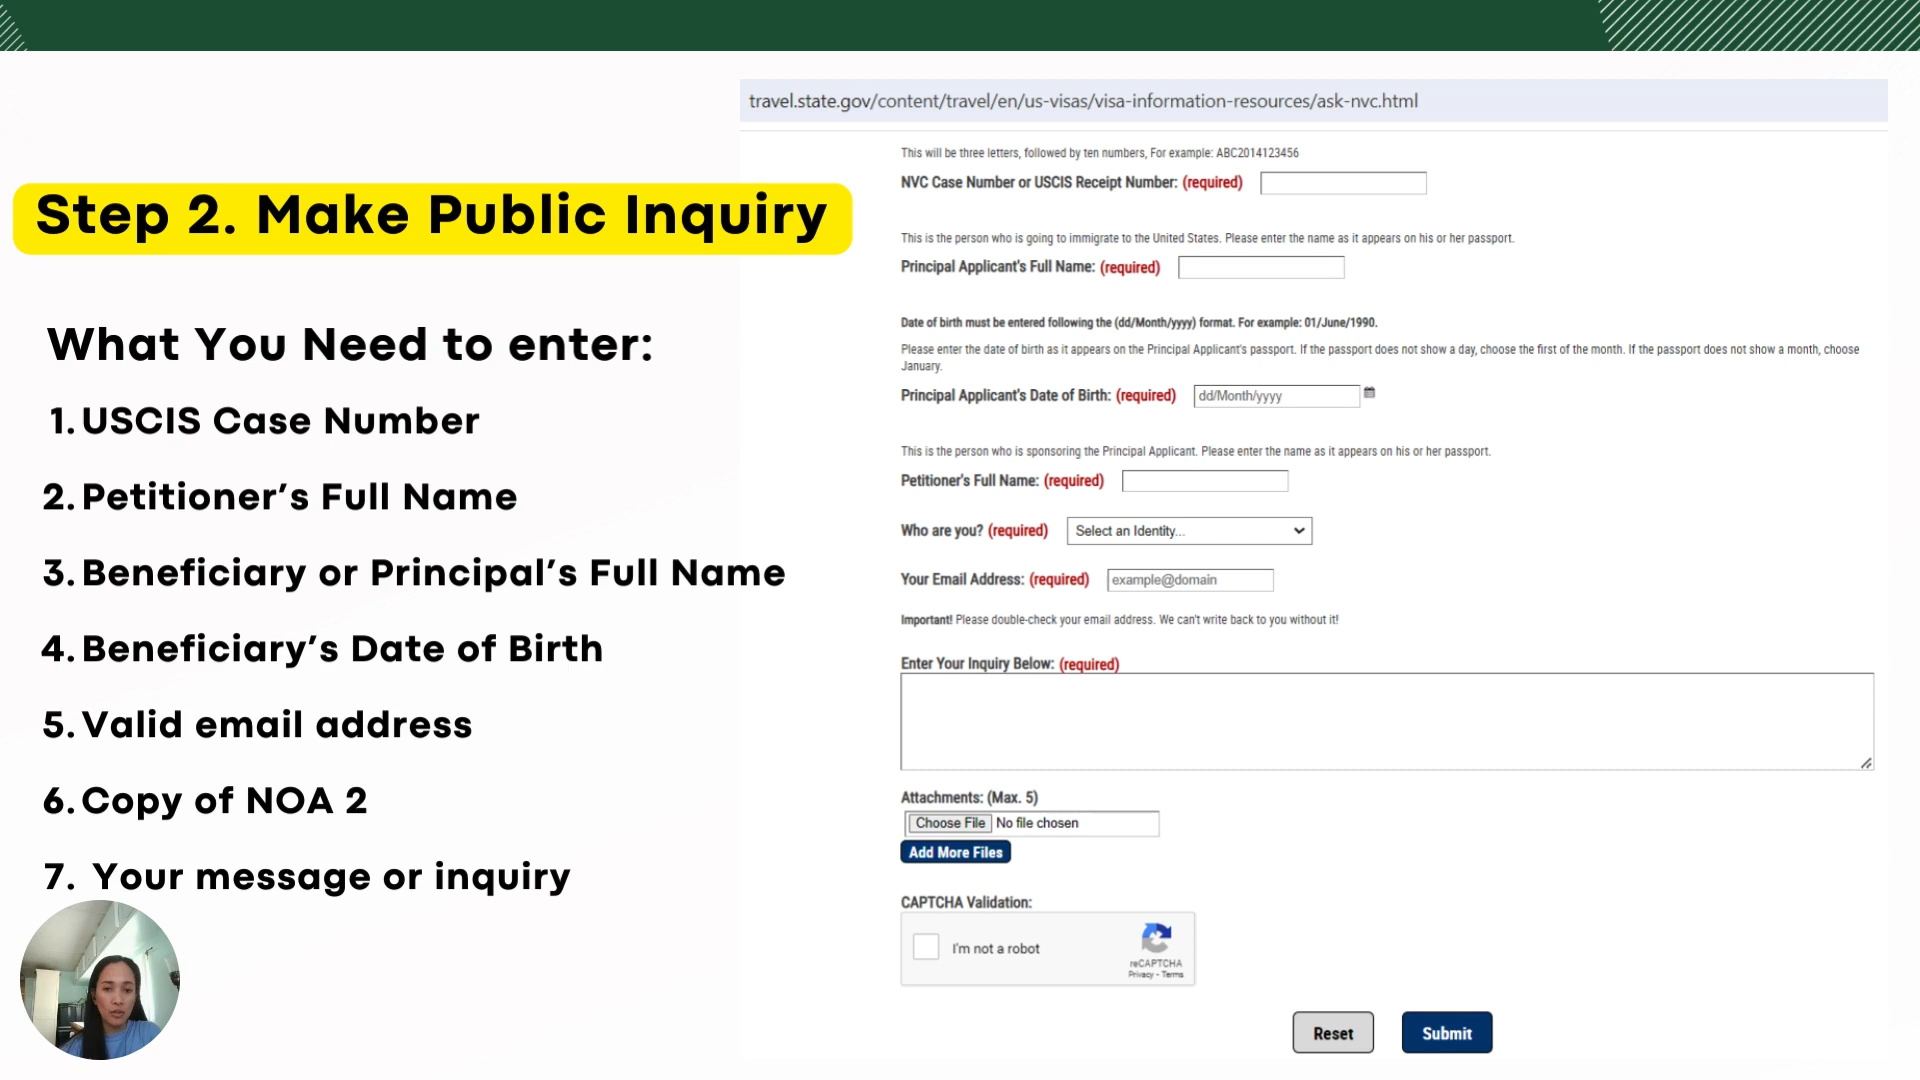 Step 2. Make Public Inquiry
What You Need to enter:
1. USCIS Case Number
2. Petitioner’s Full Name
3. Beneficiary or Principal’s Full Name
4. Beneficiary’s Date of Birth
5. Valid email address
6. Copy of NOA 2
7. Your message or inquiry
travel.state.gov/content/travel/en/us-visas/visa-information-resources/ask-nvc.html
This will be three letters, followed by ten numbers, For example: ABC2014123456
NVC Case Number or USCIS Receipt Number: (required)
This is the person who is going to immigrate to the United States. Please enter the name as it appears on his or her passport.
Principal Applicant's Full Name: (required)
Date of birth must be entered following the (dd/Month/yyyy) format. For example: 01/June/1990.
Please enter the date of birth as it appears on the Principal Applicant's passport. If the passport does not show a day, choose the first of the month. If the passport does not show a month, choose
January.
Principal Applicant's Date of Birth: (required) dd/Month/yyyy
This is the person who is sponsoring the Principal Applicant. Please enter the name as it appears on his or her passport.
Petitioner's Full Name: (required)
Who are you? (required) Select an Identity...
Your Email Address: (required) example@domain
Important! Please double-check your email address. We can't write back to you without it!
Enter Your Inquiry Below: (required)
Attachments: (Max. 5)
Choose File No file chosen
Add More Files
CAPTCHA Validation:
I'm not a robot
reCAPTCHA
Privacy - Terms
Reset Submit